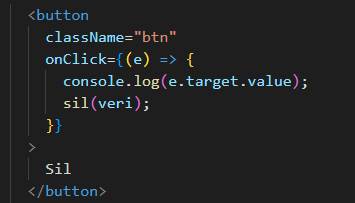 <button
className="btn"
onClick={(e) => {
console.log(e.target.value);
sil(veri);
}}
>
Sil
</button>